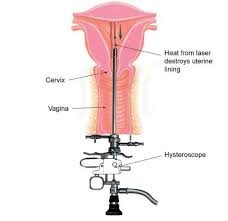 Heat from laser
destroys uterine
lining
Cervix
Vagina
Hysteroscope